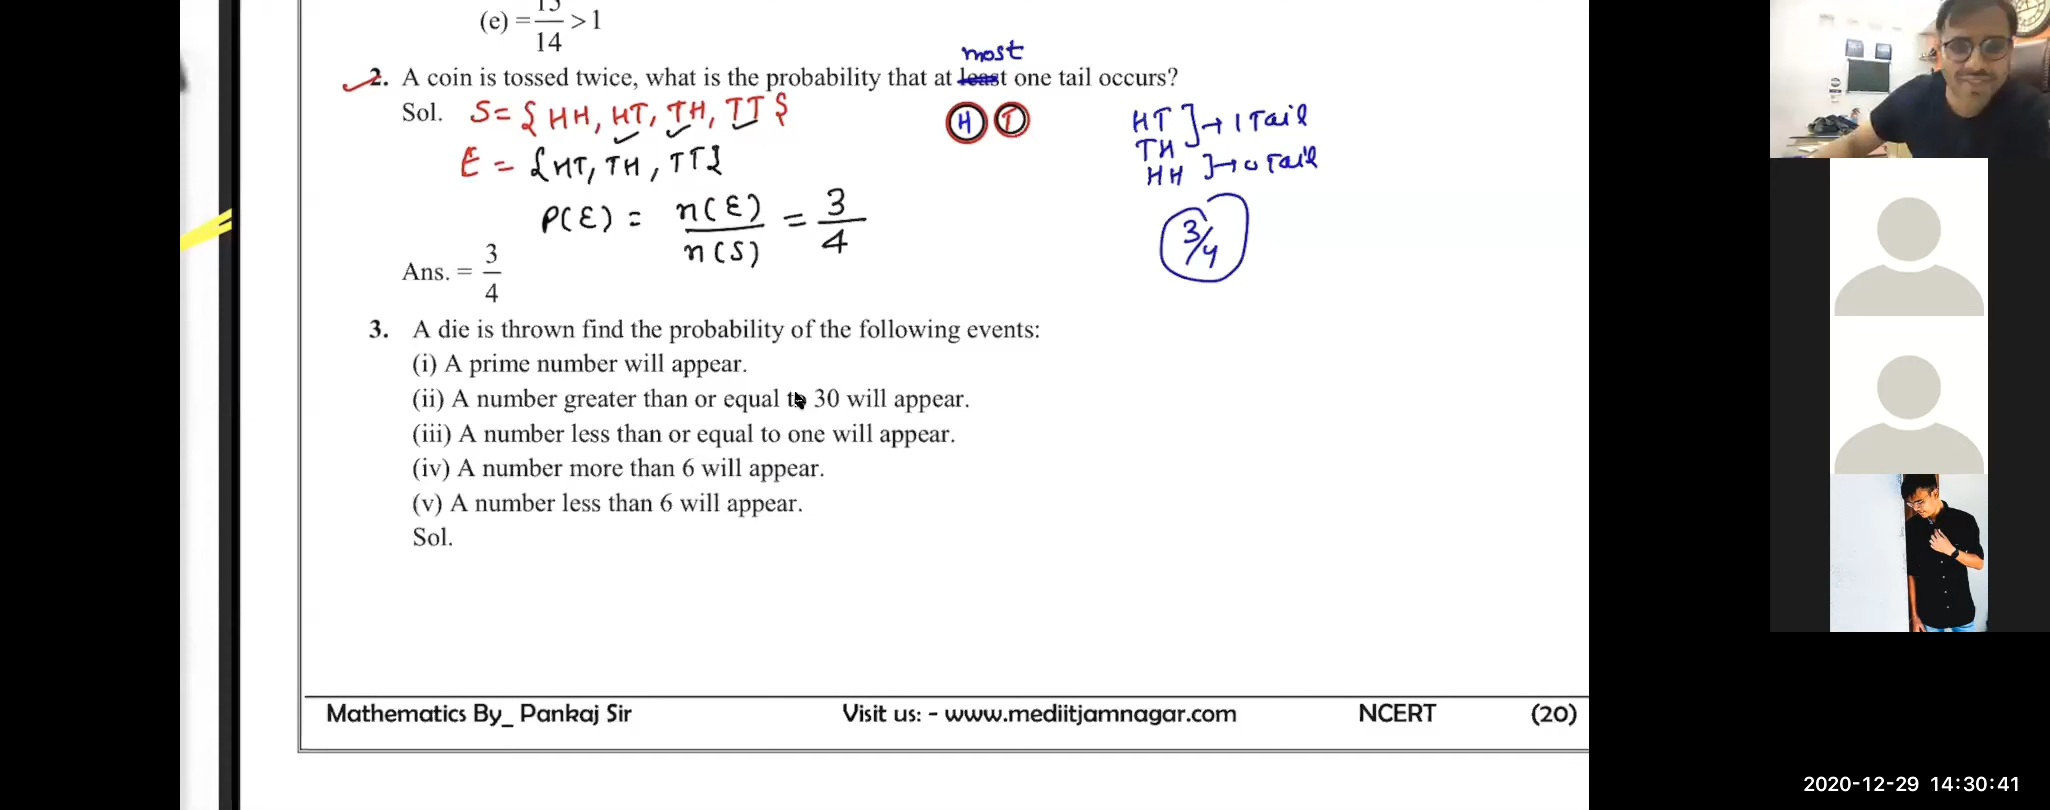 (e) = 15/14 > 1
most
2. A coin is tossed twice, what is the probability that at least one tail occurs?
Sol. S = { HH, HT, TH, TT }
H T
HT ] → 1 Tail
TH
HH ] → 0 Tail
E = { HT, TH, TT }
P(E) = n(E)/n(S) = 3/4
3/4
Ans. = 3/4
3. A die is thrown find the probability of the following events:
(i) A prime number will appear.
(ii) A number greater than or equal to 30 will appear.
(iii) A number less than or equal to one will appear.
(iv) A number more than 6 will appear.
(v) A number less than 6 will appear.
Sol.
Mathematics By_ Pankaj Sir Visit us: - www.mediitjamnagar.com NCERT (20)
2020-12-29 14:30:41